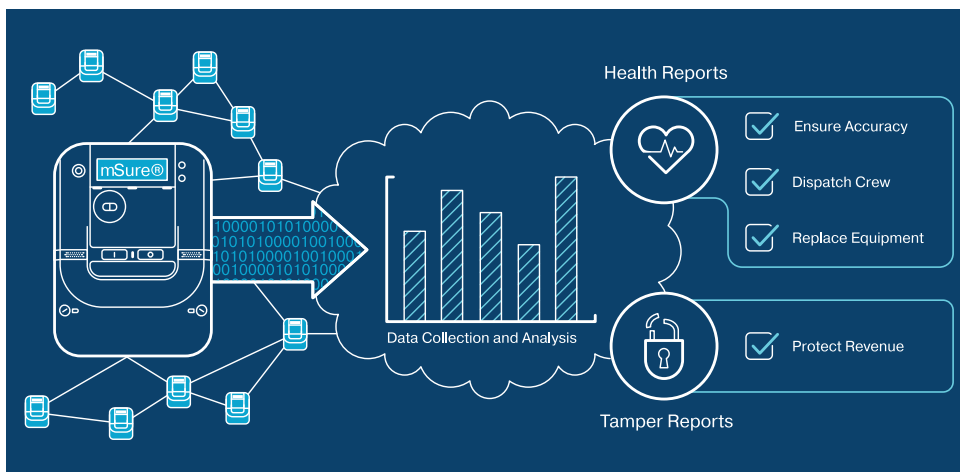 mSure®
Health Reports
Ensure Accuracy
Dispatch Crew
Replace Equipment
Data Collection and Analysis
Protect Revenue
Tamper Reports